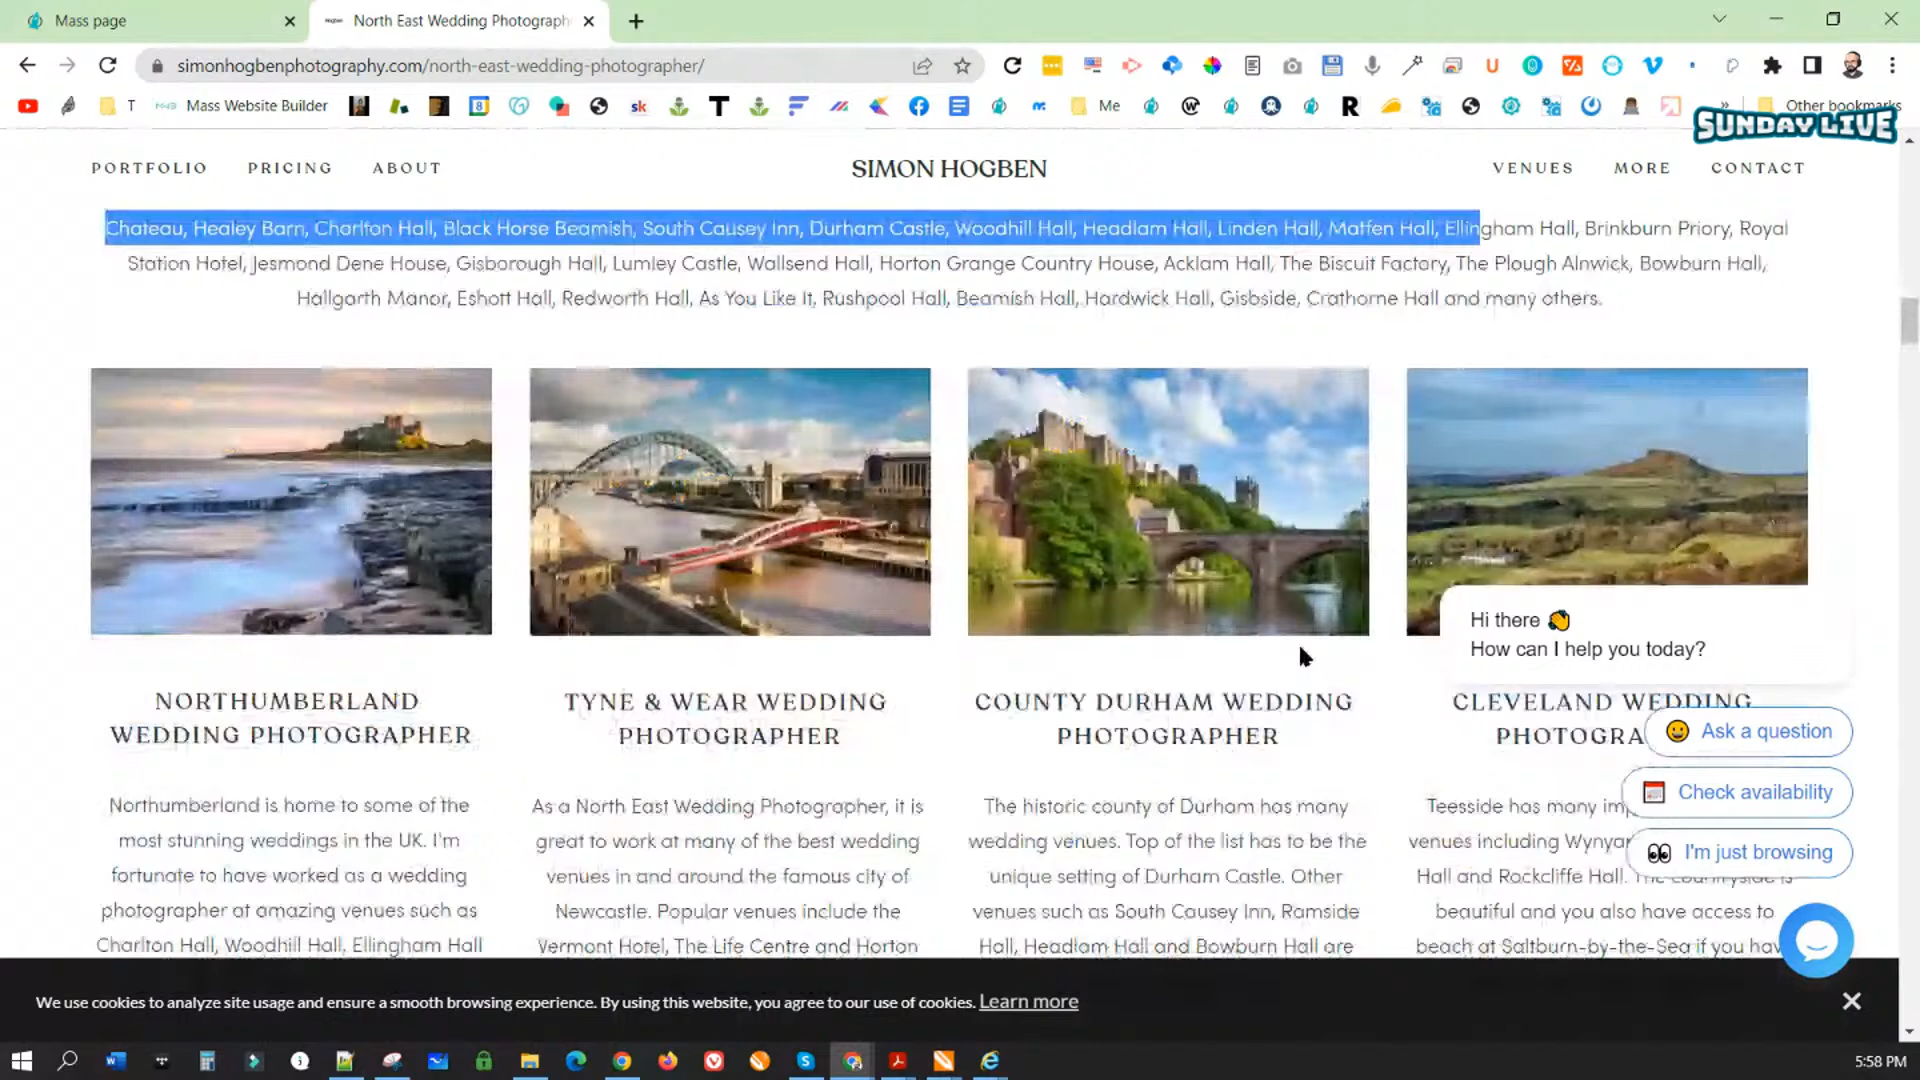 Mass page
North East Wedding Photograph
simonhogbenphotography.com/north-east-wedding-photographer/
T
Mass Website Builder
Me
Other bookmarks
SUNDAY LIVE
PORTFOLIO PRICING ABOUT
SIMON HOGBEN
VENUES MORE CONTACT
Chateau, Healey Barn, Charlton Hall, Black Horse Beamish, South Causey Inn, Durham Castle, Woodhill Hall, Headlam Hall, Linden Hall, Matfen Hall, Ellingham Hall, Brinkburn Priory, Royal
Station Hotel, Jesmond Dene House, Gisborough Hall, Lumley Castle, Wallsend Hall, Horton Grange Country House, Acklam Hall, The Biscuit Factory, The Plough Alnwick, Bowburn Hall,
Hallgarth Manor, Eshott Hall, Redworth Hall, As You Like It, Rushpool Hall, Beamish Hall, Hardwick Hall, Gisbside, Crathorne Hall and many others.
NORTHUMBERLAND
WEDDING PHOTOGRAPHER
Northumberland is home to some of the
most stunning weddings in the UK. I'm
fortunate to have worked as a wedding
photographer at amazing venues such as
Charlton Hall, Woodhill Hall, Ellingham Hall
TYNE & WEAR WEDDING
PHOTOGRAPHER
As a North East Wedding Photographer, it is
great to work at many of the best wedding
venues in and around the famous city of
Newcastle. Popular venues include the
Vermont Hotel, The Life Centre and Horton
COUNTY DURHAM WEDDING
PHOTOGRAPHER
The historic county of Durham has many
wedding venues. Top of the list has to be the
unique setting of Durham Castle. Other
venues such as South Causey Inn, Ramside
Hall, Headlam Hall and Bowburn Hall are
CLEVELAND WEDDING
PHOTOGRA
Teesside has many im
venues including Wynyar
Hall and Rockcliffe Hall. The countryside is
beautiful and you also have access to
beach at Saltburn-by-the-Sea if you hav
Hi there
How can I help you today?
Ask a question
Check availability
I'm just browsing
We use cookies to analyze site usage and ensure a smooth browsing experience. By using this website, you agree to our use of cookies. Learn more
5:58 PM